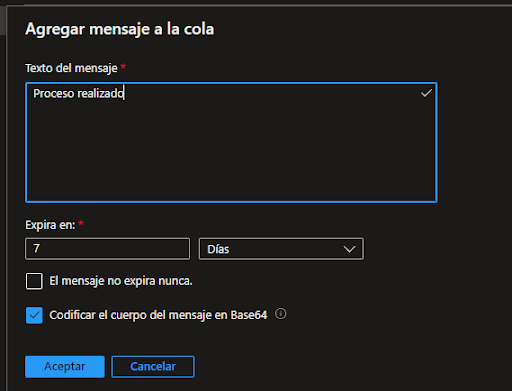 Agregar mensaje a la cola
Texto del mensaje *
Proceso realizado
Expira en: *
7 Días
El mensaje no expira nunca.
Codificar el cuerpo del mensaje en Base64
Aceptar Cancelar